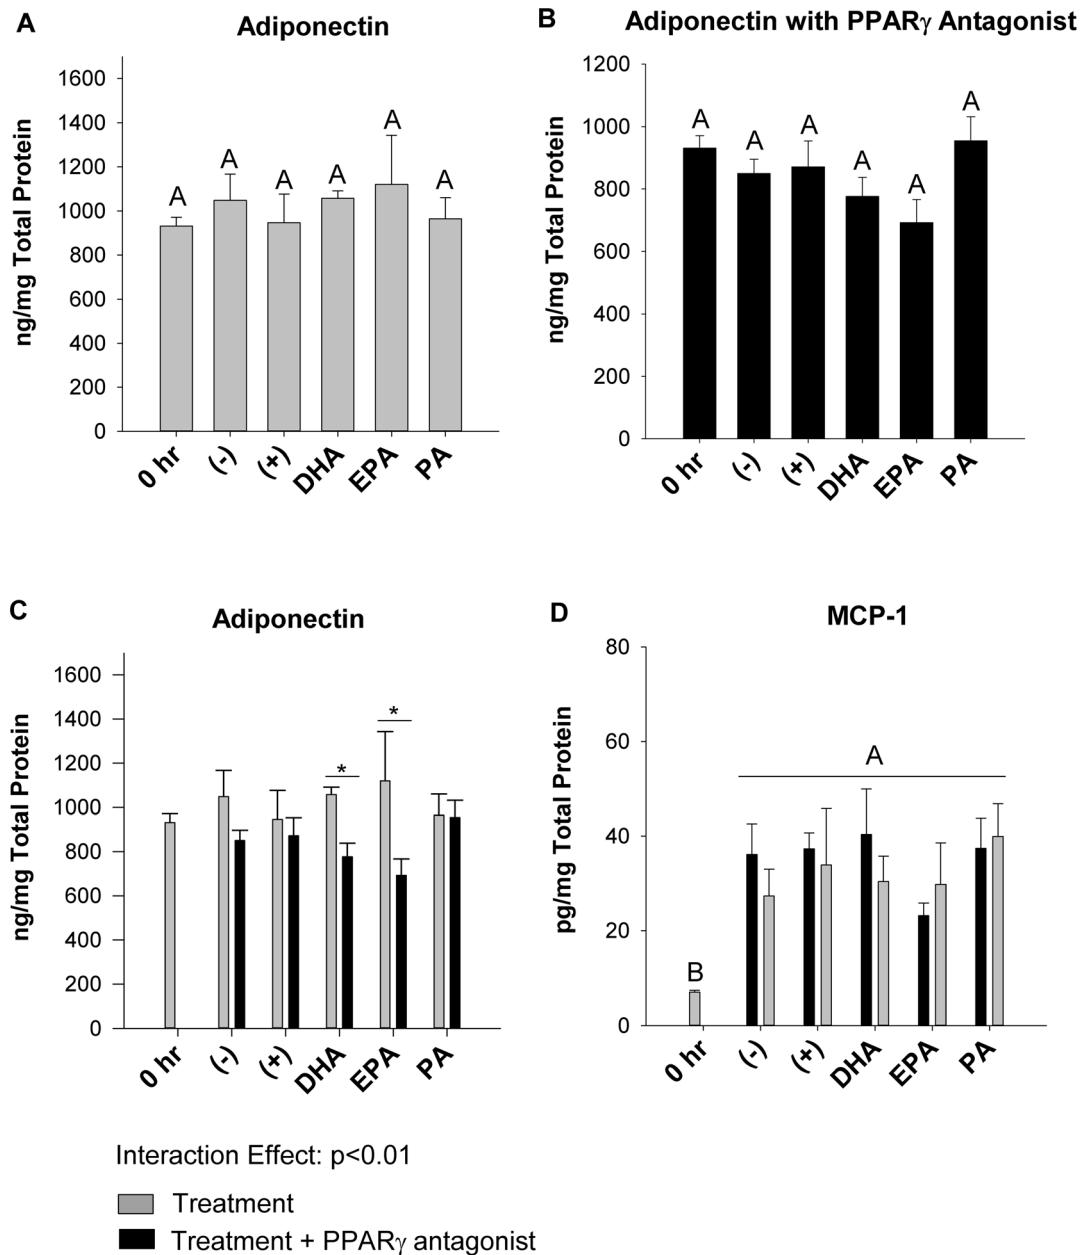 A
Adiponectin
ng/mg Total Protein
1600
1400
1200
1000
800
600
400
200
0
A
A
A
A
A
A
0 hr
(-)
(+)
DHA
EPA
PA
B
Adiponectin with PPARγ Antagonist
ng/mg Total Protein
1200
1000
800
600
400
200
0
A
A
A
A
A
A
0 hr
(-)
(+)
DHA
EPA
PA
C
Adiponectin
ng/mg Total Protein
1600
1400
1200
1000
800
600
400
200
0
*
*
0 hr
(-)
(+)
DHA
EPA
PA
D
MCP-1
pg/mg Total Protein
80
60
40
20
0
B
A
0 hr
(-)
(+)
DHA
EPA
PA
Interaction Effect: p<0.01
Treatment
Treatment + PPARγ antagonist